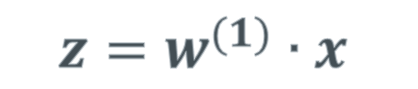 z = w⁽¹⁾ · x